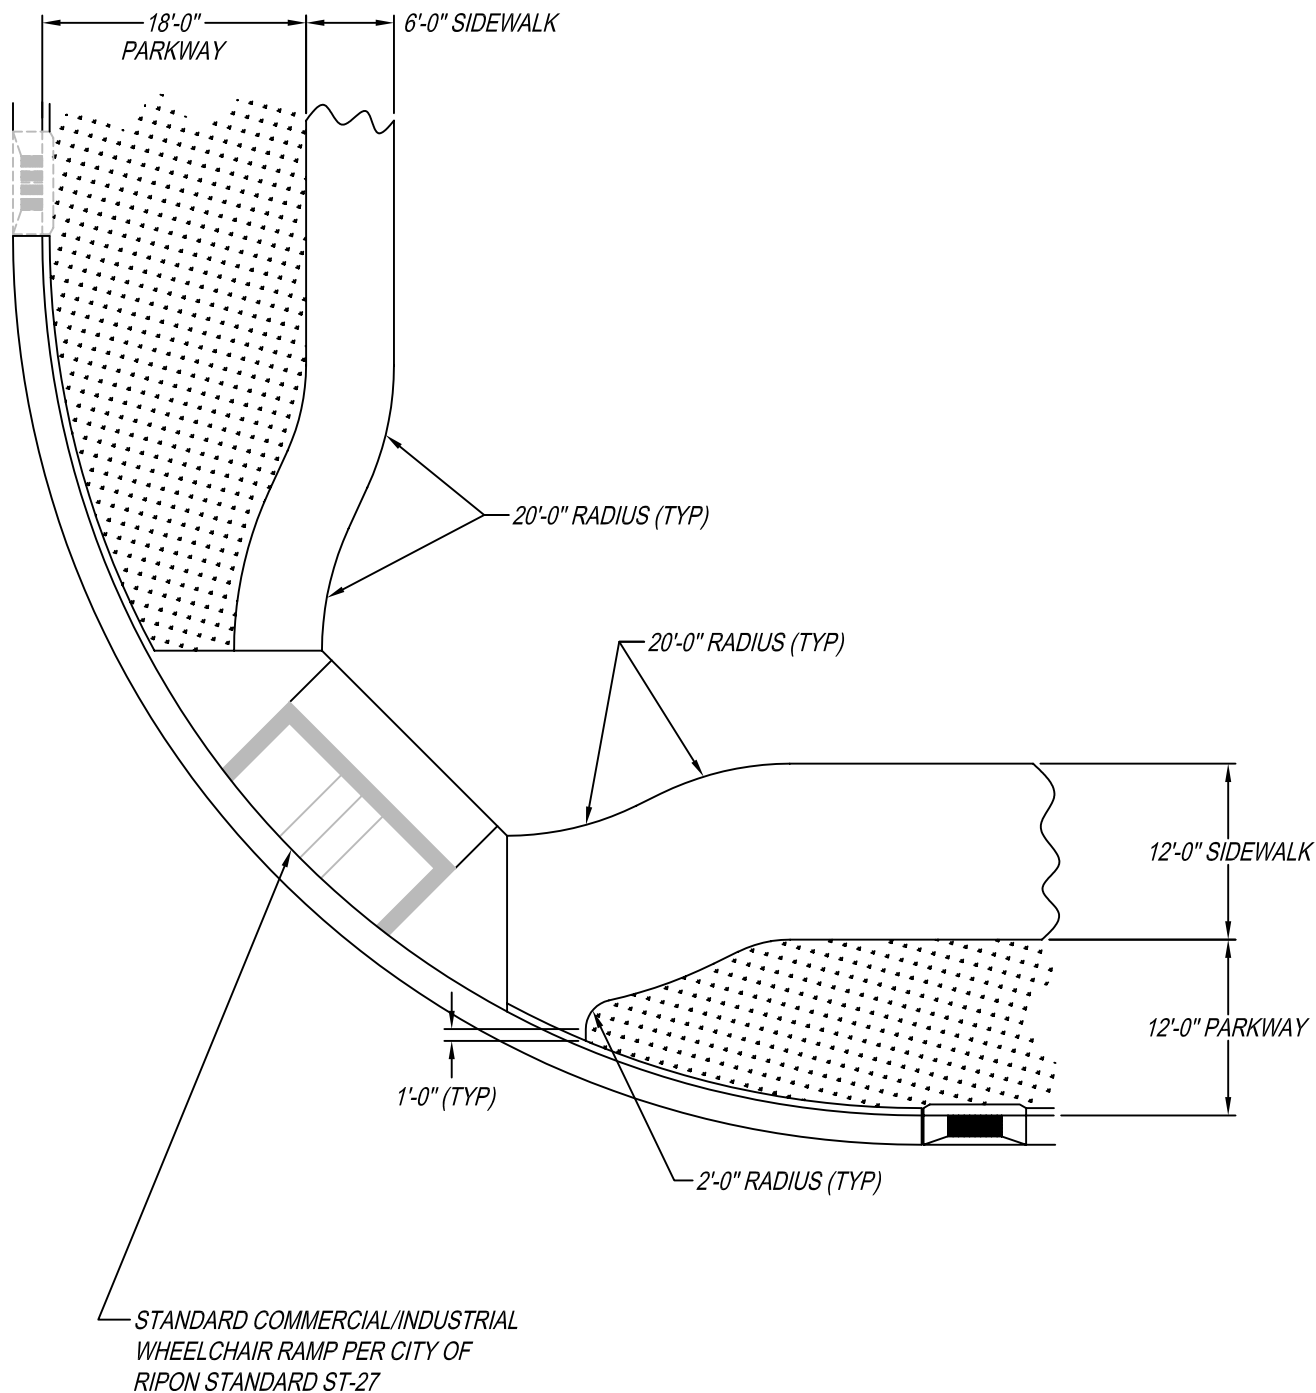 18'-0"
PARKWAY
6'-0" SIDEWALK
20'-0" RADIUS (TYP)
20'-0" RADIUS (TYP)
12'-0" SIDEWALK
12'-0" PARKWAY
1'-0" (TYP)
2'-0" RADIUS (TYP)
STANDARD COMMERCIAL/INDUSTRIAL
WHEELCHAIR RAMP PER CITY OF
RIPON STANDARD ST-27